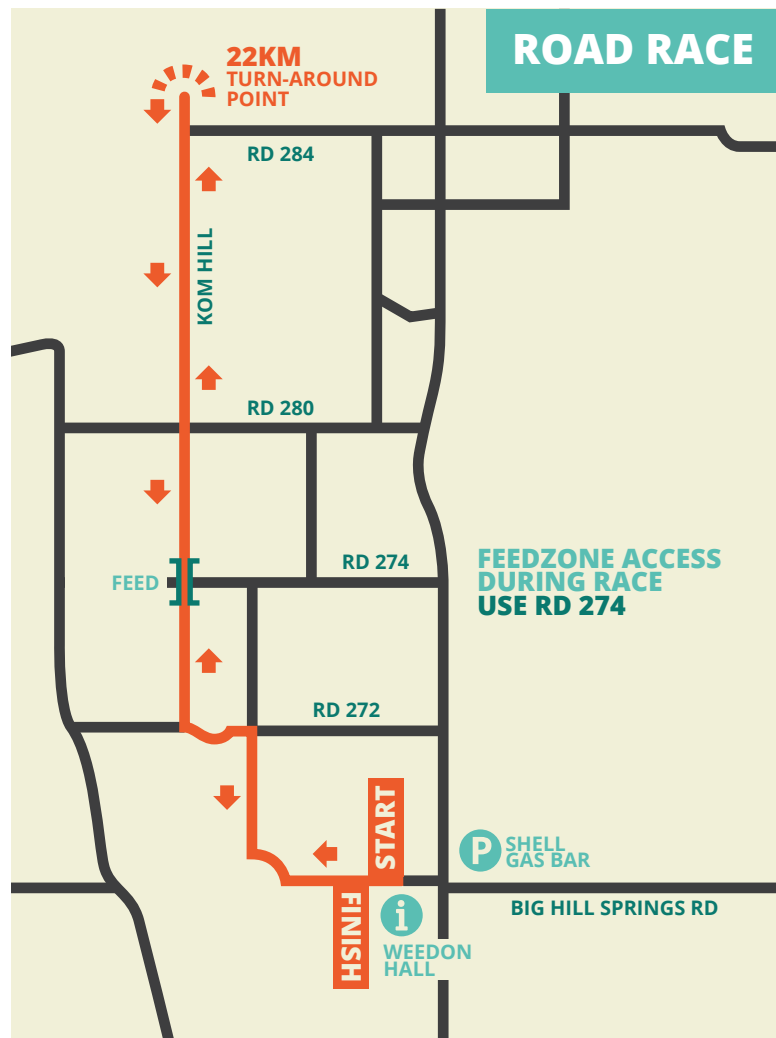 ROAD RACE
22KM
TURN-AROUND
POINT
RD 284
KOM HILL
RD 280
RD 274
FEED
FEEDZONE ACCESS
DURING RACE
USE RD 274
RD 272
START
P
SHELL
GAS BAR
FINISH
i
BIG HILL SPRINGS RD
WEEDON
HALL